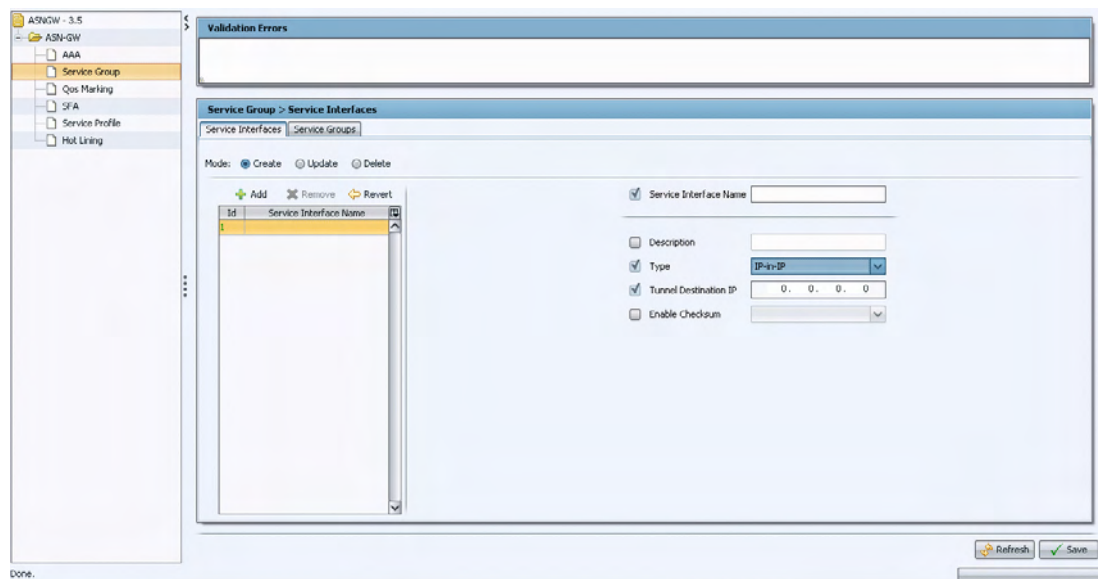 ASNGW - 3.5
ASN-GW
AAA
Service Group
Qos Marking
SFA
Service Profile
Hot Lining
Validation Errors
Service Group > Service Interfaces
Service Interfaces Service Groups
Mode: Create Update Delete
Add Remove Revert
Id Service Interface Name
1
Service Interface Name
Description
Type IP-in-IP
Tunnel Destination IP 0. 0. 0. 0
Enable Checksum
Refresh Save
Done.